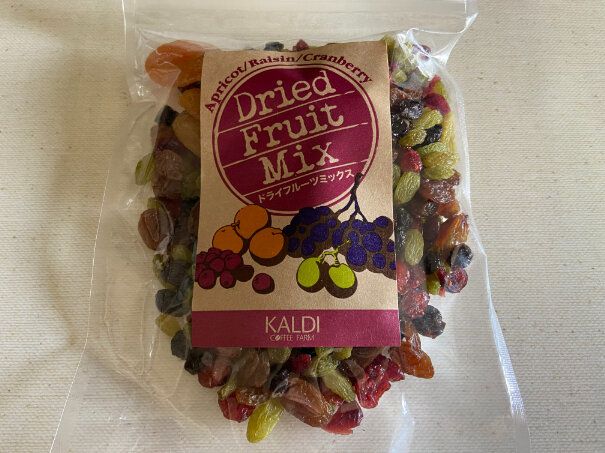 Apricot/Raisin/Cranberry
Dried
Fruit
Mix
ドライフルーツミックス
KALDI
COFFEE FARM